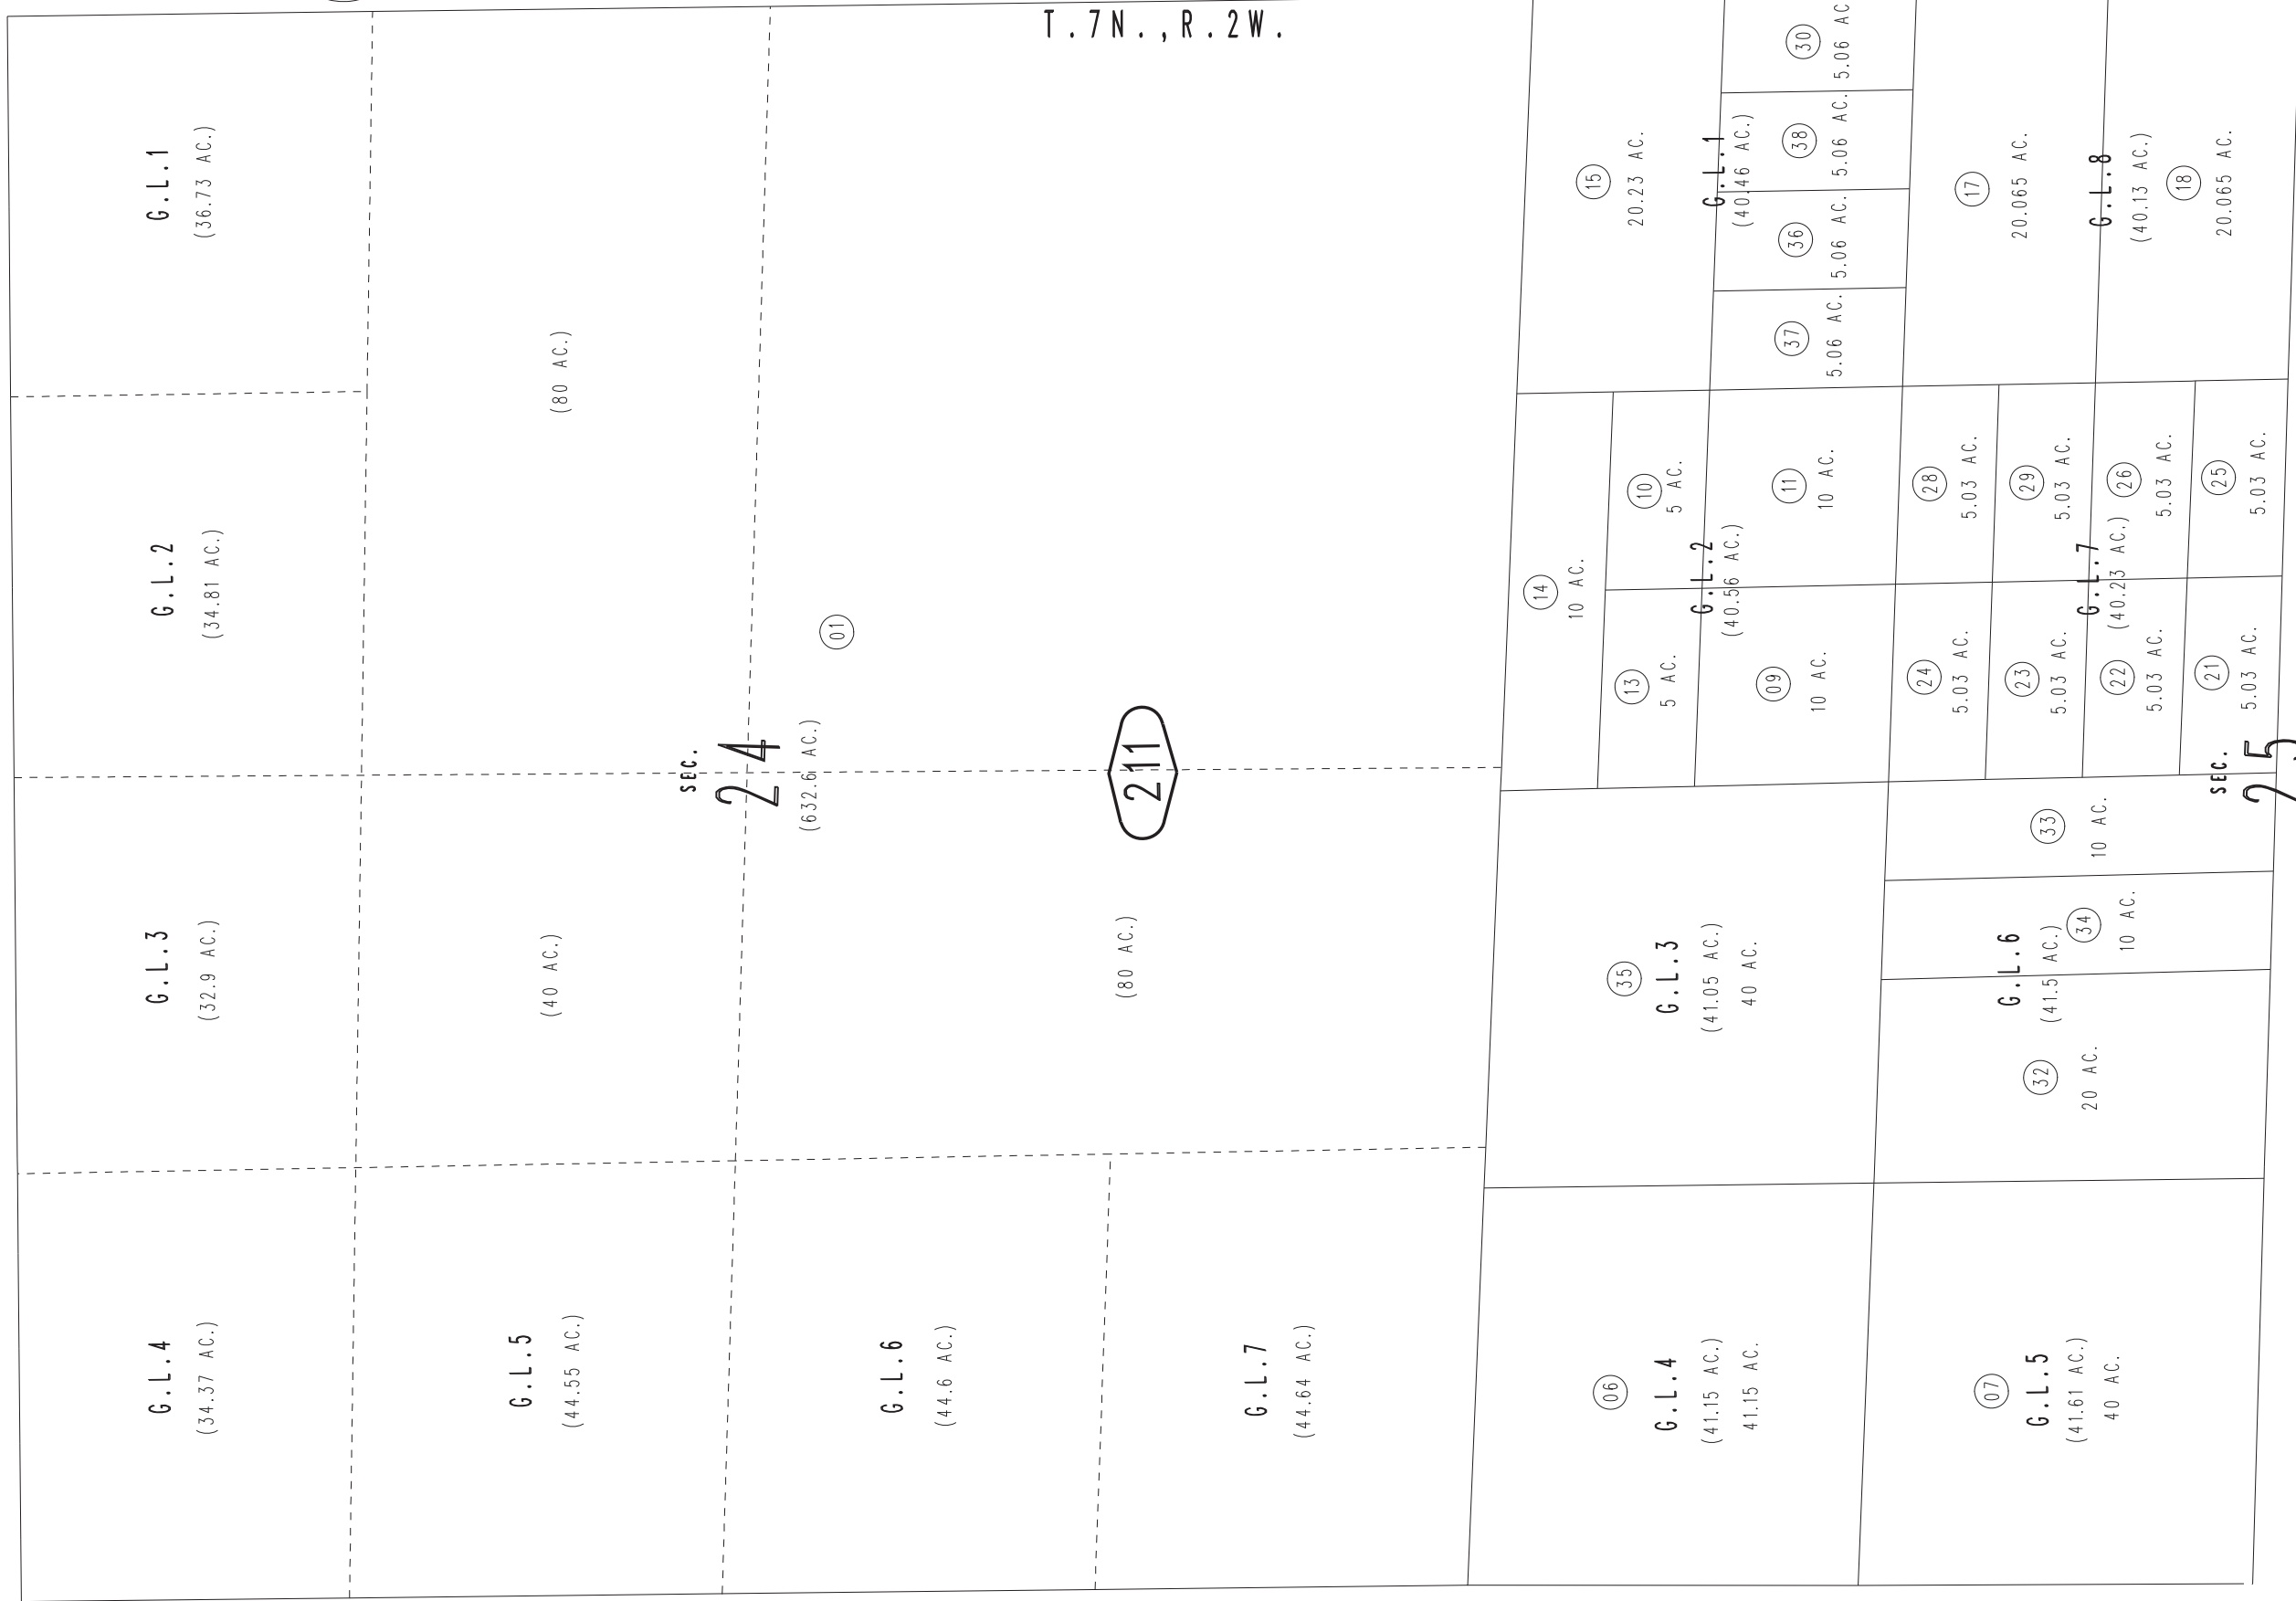 T.7N.,R.2W.
G.L.1
(36.73 AC.)
G.L.2
(34.81 AC.)
G.L.3
(32.9 AC.)
G.L.4
(34.37 AC.)
(80 AC.)
(40 AC.)
G.L.5
(44.55 AC.)
SEC.
24
(632.6 AC.)
01
211
(80 AC.)
G.L.6
(44.6 AC.)
G.L.7
(44.64 AC.)
15
20.23 AC.
G.L.1
(40.46 AC.)
30
5.06 AC
38
5.06 AC.
36
5.06 AC.
37
5.06 AC.
17
20.065 AC.
G.L.8
(40.13 AC.)
18
20.065 AC.
14
10 AC.
10
5 AC.
13
5 AC.
G.L.2
(40.56 AC.)
11
10 AC.
09
10 AC.
28
5.03 AC.
29
5.03 AC.
26
5.03 AC.
25
5.03 AC.
G.L.7
(40.23 AC.)
24
5.03 AC.
23
5.03 AC.
22
5.03 AC.
21
5.03 AC.
SEC.
25
35
G.L.3
(41.05 AC.)
40 AC.
33
10 AC.
34
10 AC.
G.L.6
(41.5 AC.)
32
20 AC.
06
G.L.4
(41.15 AC.)
41.15 AC.
07
G.L.5
(41.61 AC.)
40 AC.